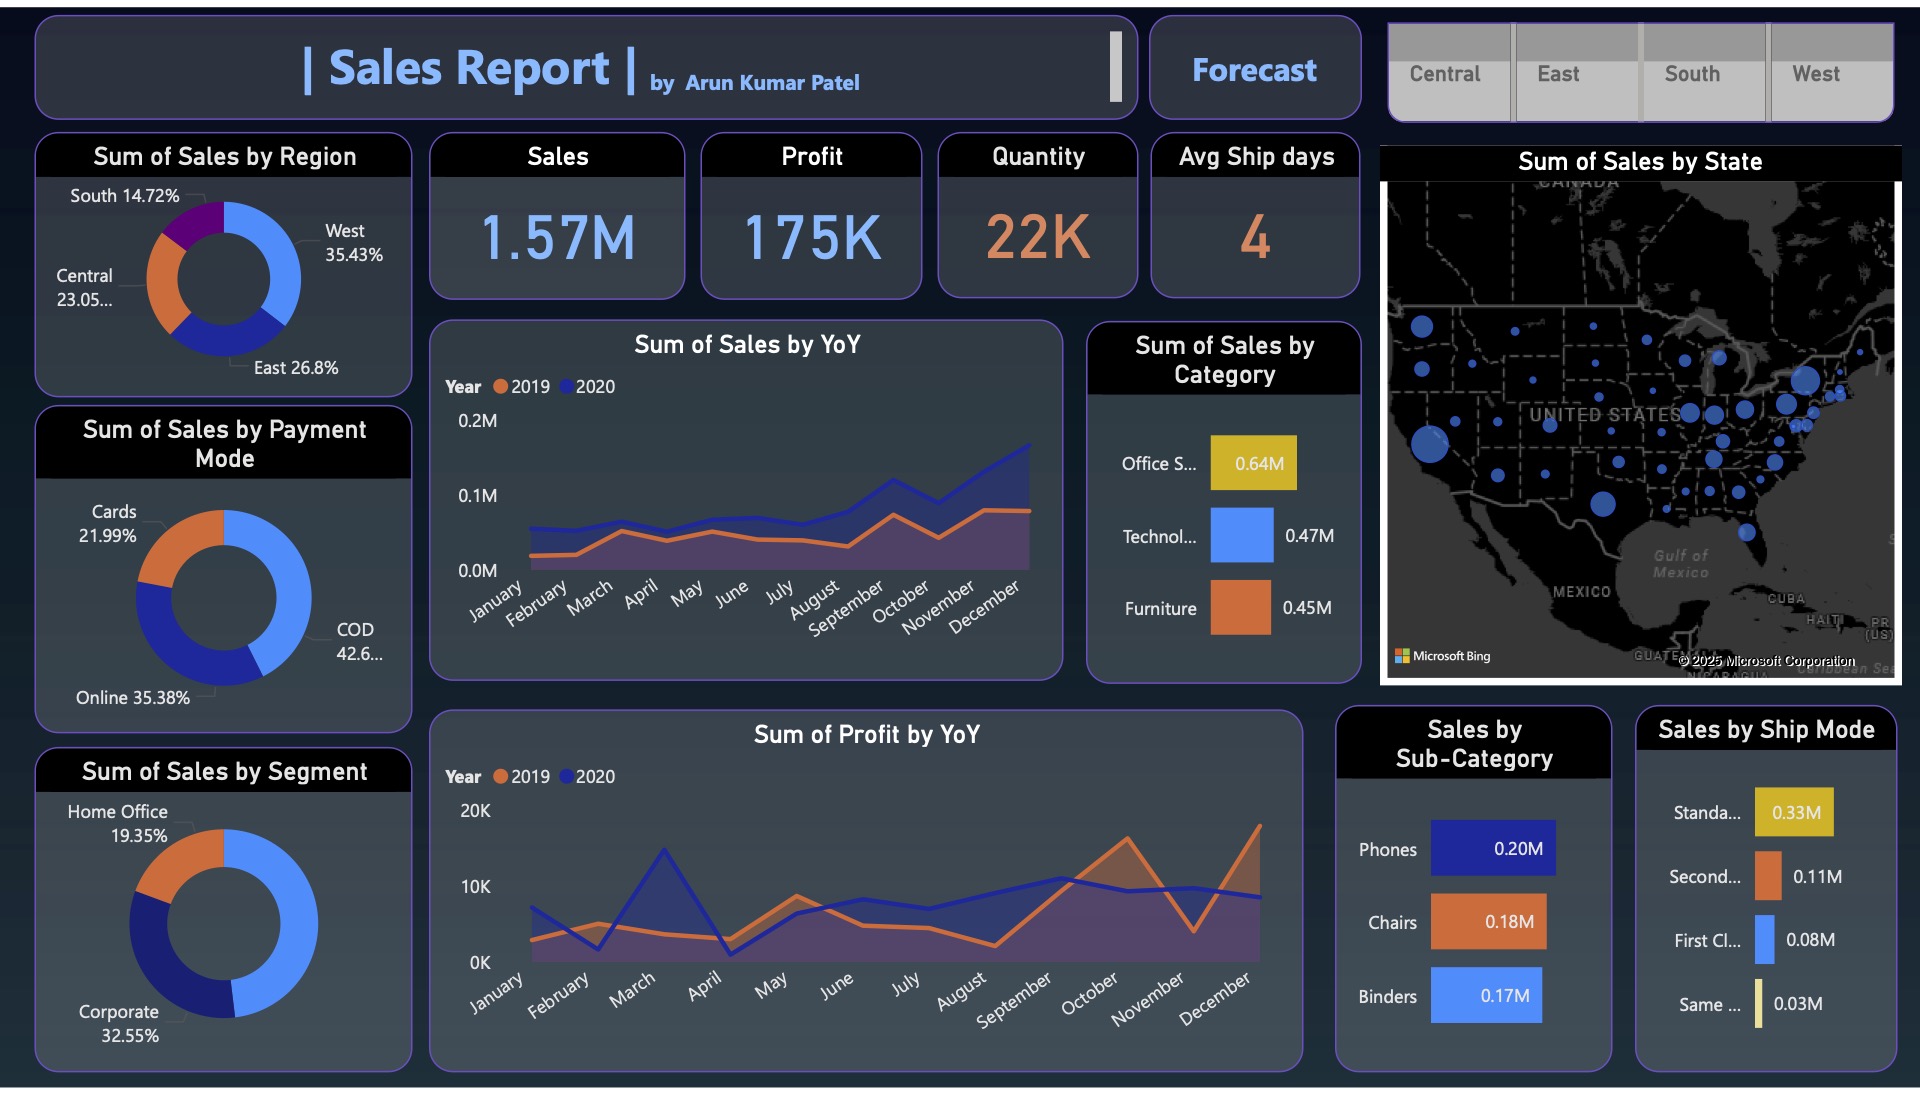 | Sales Report | by Arun Kumar Patel
Forecast
Central
East
South
West
Sum of Sales by Region
South 14.72%
West
35.43%
Central
23.05...
East 26.8%
Sales
1.57M
Profit
175K
Quantity
22K
Avg Ship days
4
Sum of Sales by State
CANADA
UNITED STATES
Gulf of
Mexico
MEXICO
CUBA
HAITI
PR
(US)
GUATEMALA
NICARAGUA
Caribbean Sea
Microsoft Bing
© 2025 Microsoft Corporation
Sum of Sales by Payment
Mode
Cards
21.99%
COD
42.6...
Online 35.38%
Sum of Sales by YoY
Year 2019 2020
0.2M
0.1M
0.0M
January
February
March
April
May
June
July
August
September
October
November
December
Sum of Sales by
Category
Office S...
0.64M
Technol...
0.47M
Furniture
0.45M
Sum of Sales by Segment
Home Office
19.35%
Corporate
32.55%
Sum of Profit by YoY
Year 2019 2020
20K
10K
0K
January
February
March
April
May
June
July
August
September
October
November
December
Sales by
Sub-Category
Phones
0.20M
Chairs
0.18M
Binders
0.17M
Sales by Ship Mode
Standa...
0.33M
Second...
0.11M
First Cl...
0.08M
Same ...
0.03M